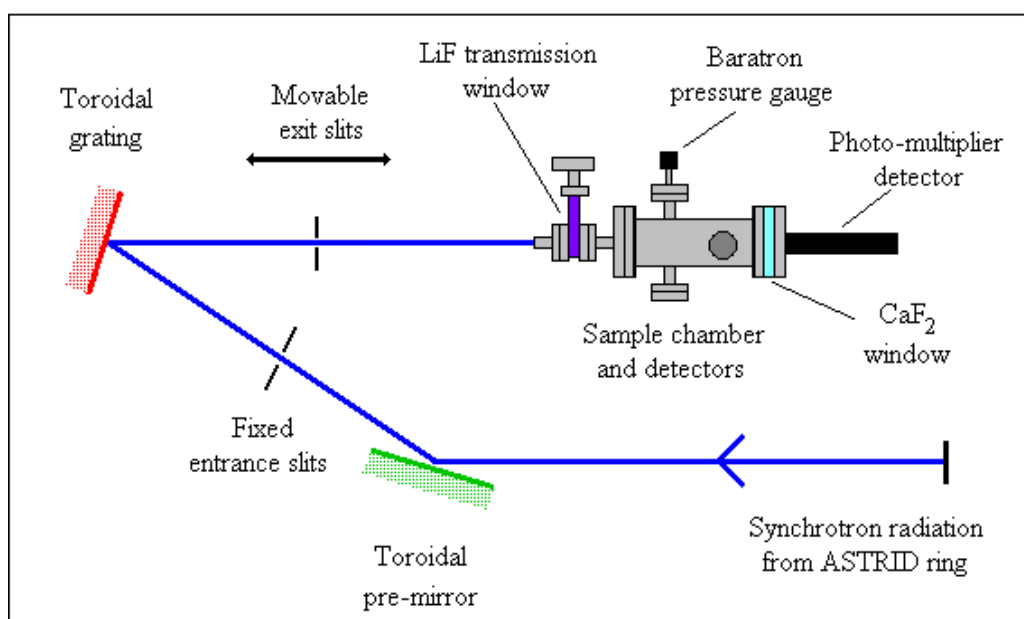 LiF transmission
window
Baratron
pressure gauge
Toroidal
grating
Movable
exit slits
Photo-multiplier
detector
CaF₂
window
Sample chamber
and detectors
Fixed
entrance slits
Toroidal
pre-mirror
Synchrotron radiation
from ASTRID ring